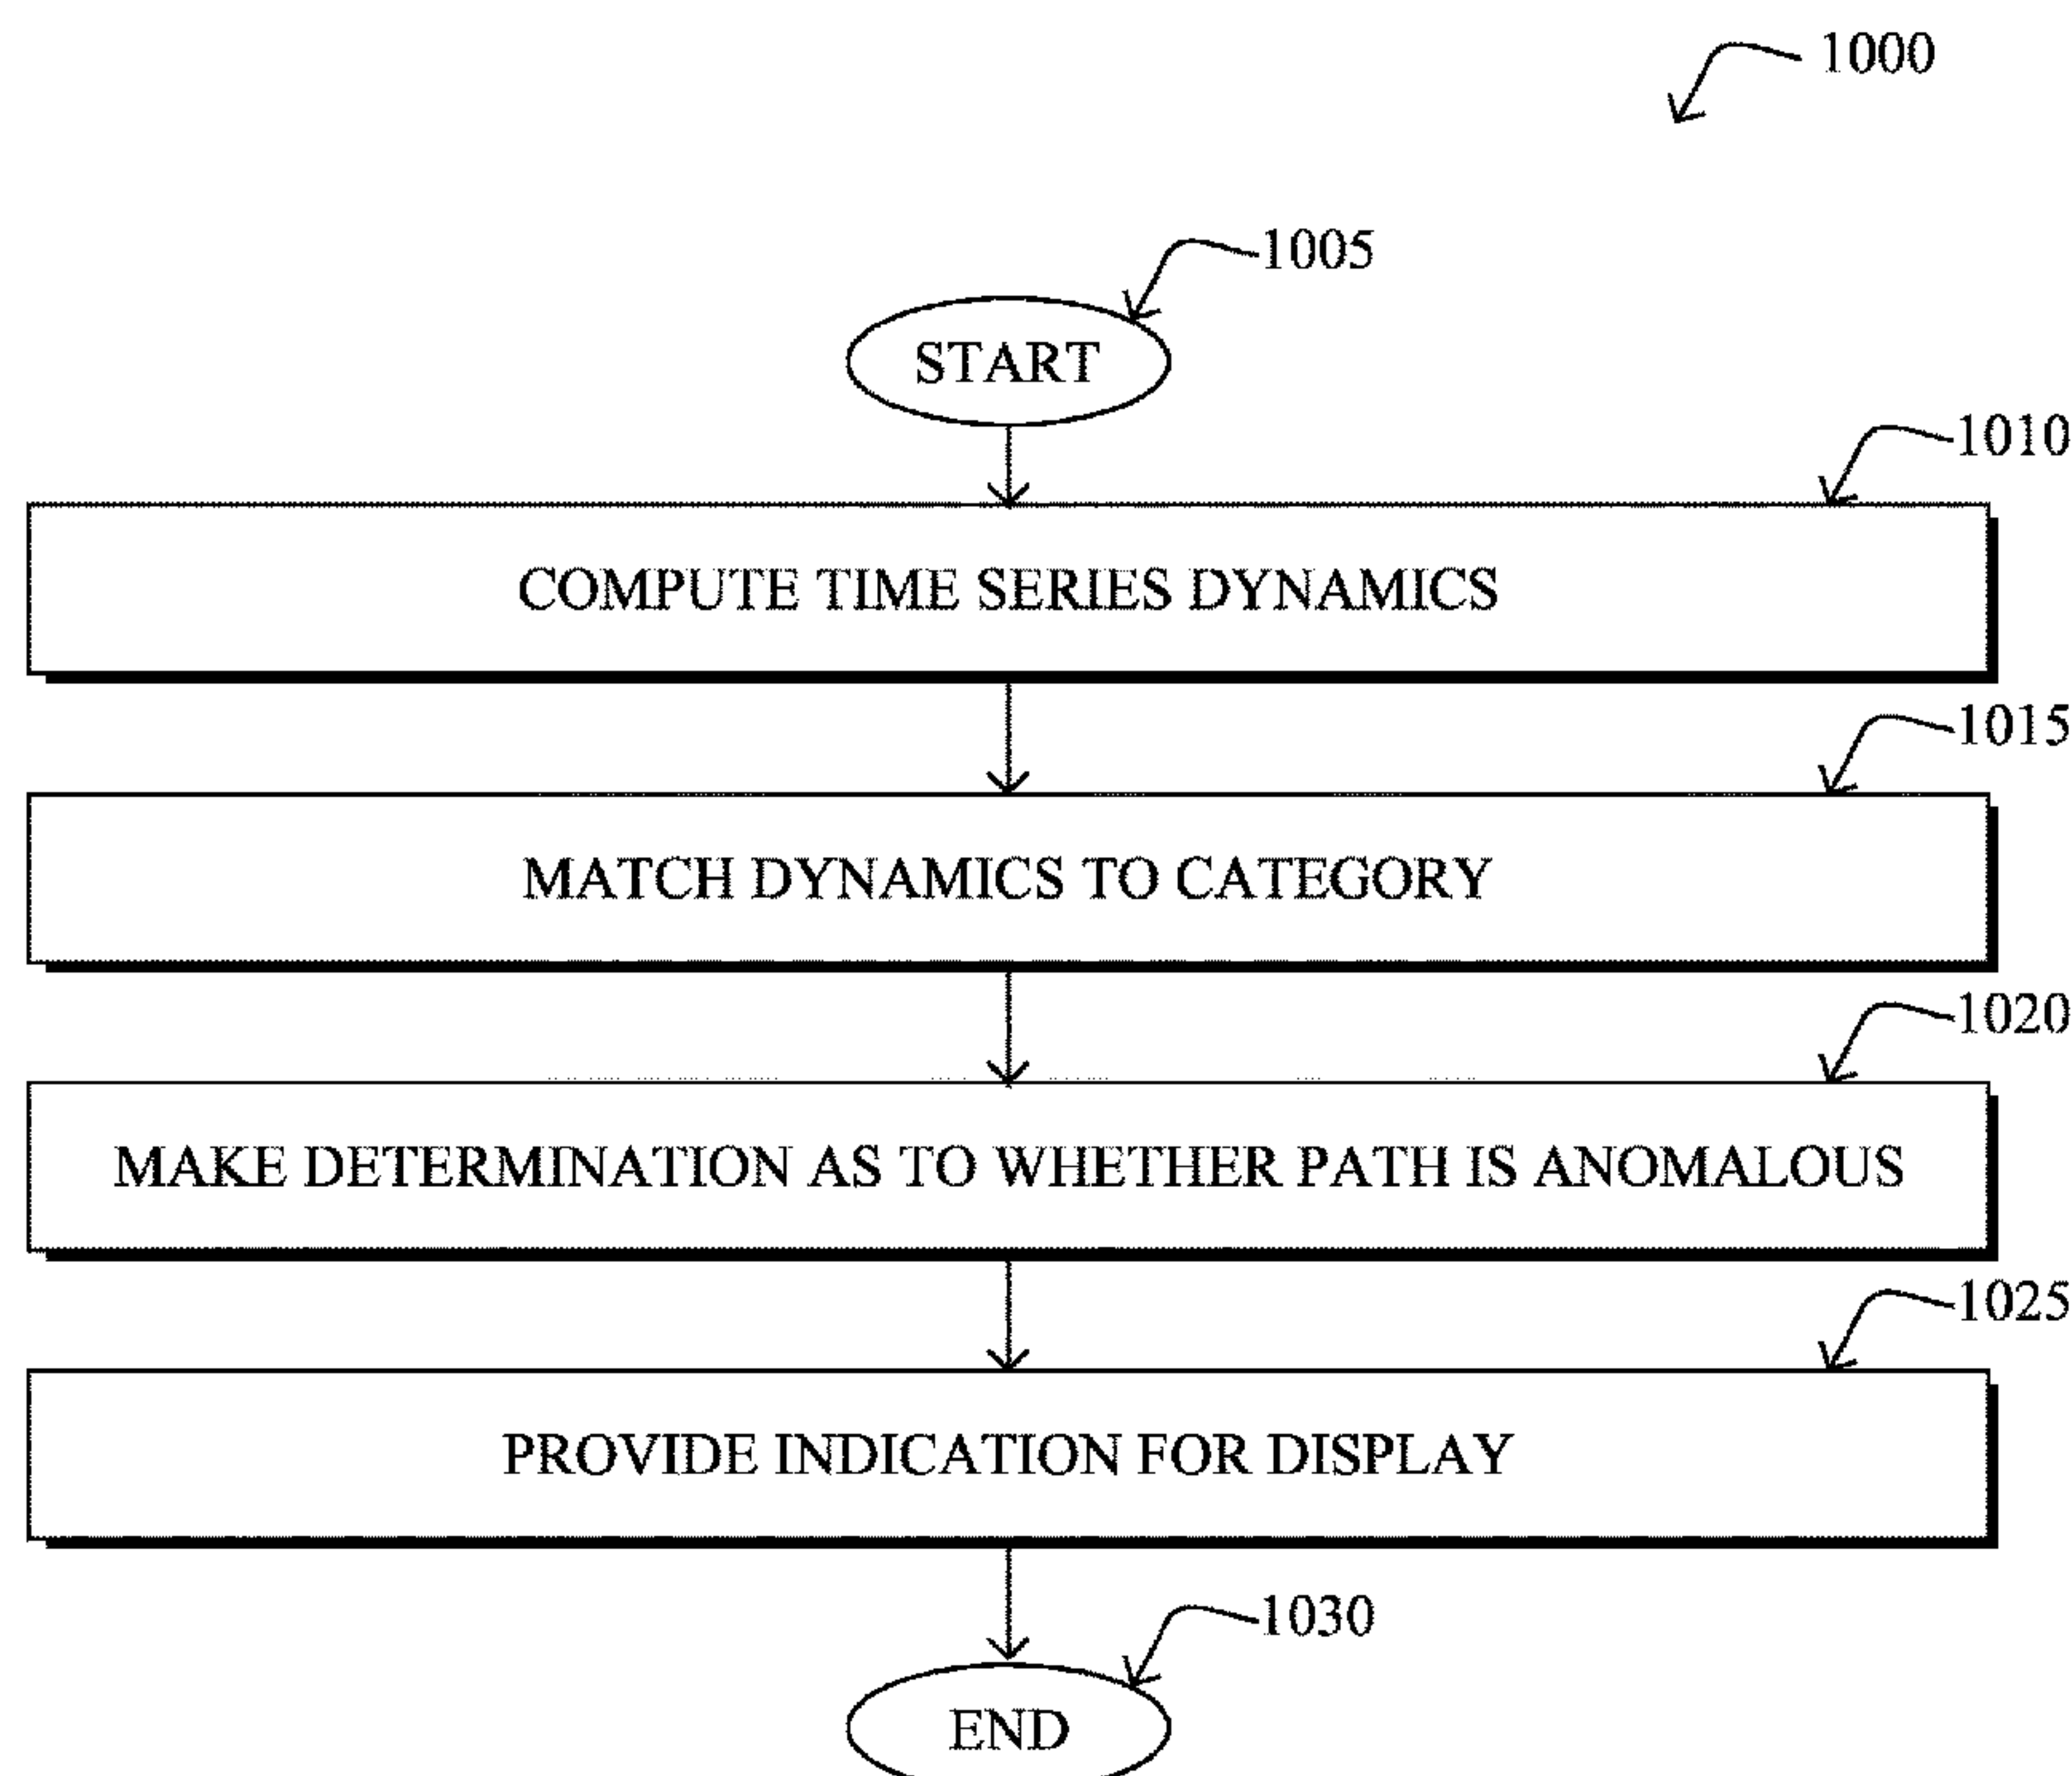 1000
1005
START
1010
COMPUTE TIME SERIES DYNAMICS
1015
MATCH DYNAMICS TO CATEGORY
1020
MAKE DETERMINATION AS TO WHETHER PATH IS ANOMALOUS
1025
PROVIDE INDICATION FOR DISPLAY
1030
END